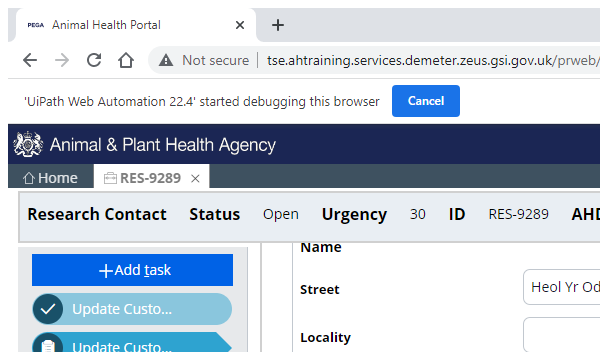 PEGA Animal Health Portal
Not secure tse.ahtraining.services.demeter.zeus.gsi.gov.uk/prweb/
'UiPath Web Automation 22.4' started debugging this browser Cancel
Animal & Plant Health Agency
Home RES-9289
Research Contact Status Open Urgency 30 ID RES-9289 AHD
Name
Add task
Street Heol Yr Od
Update Custo...
Locality
Update Custo...